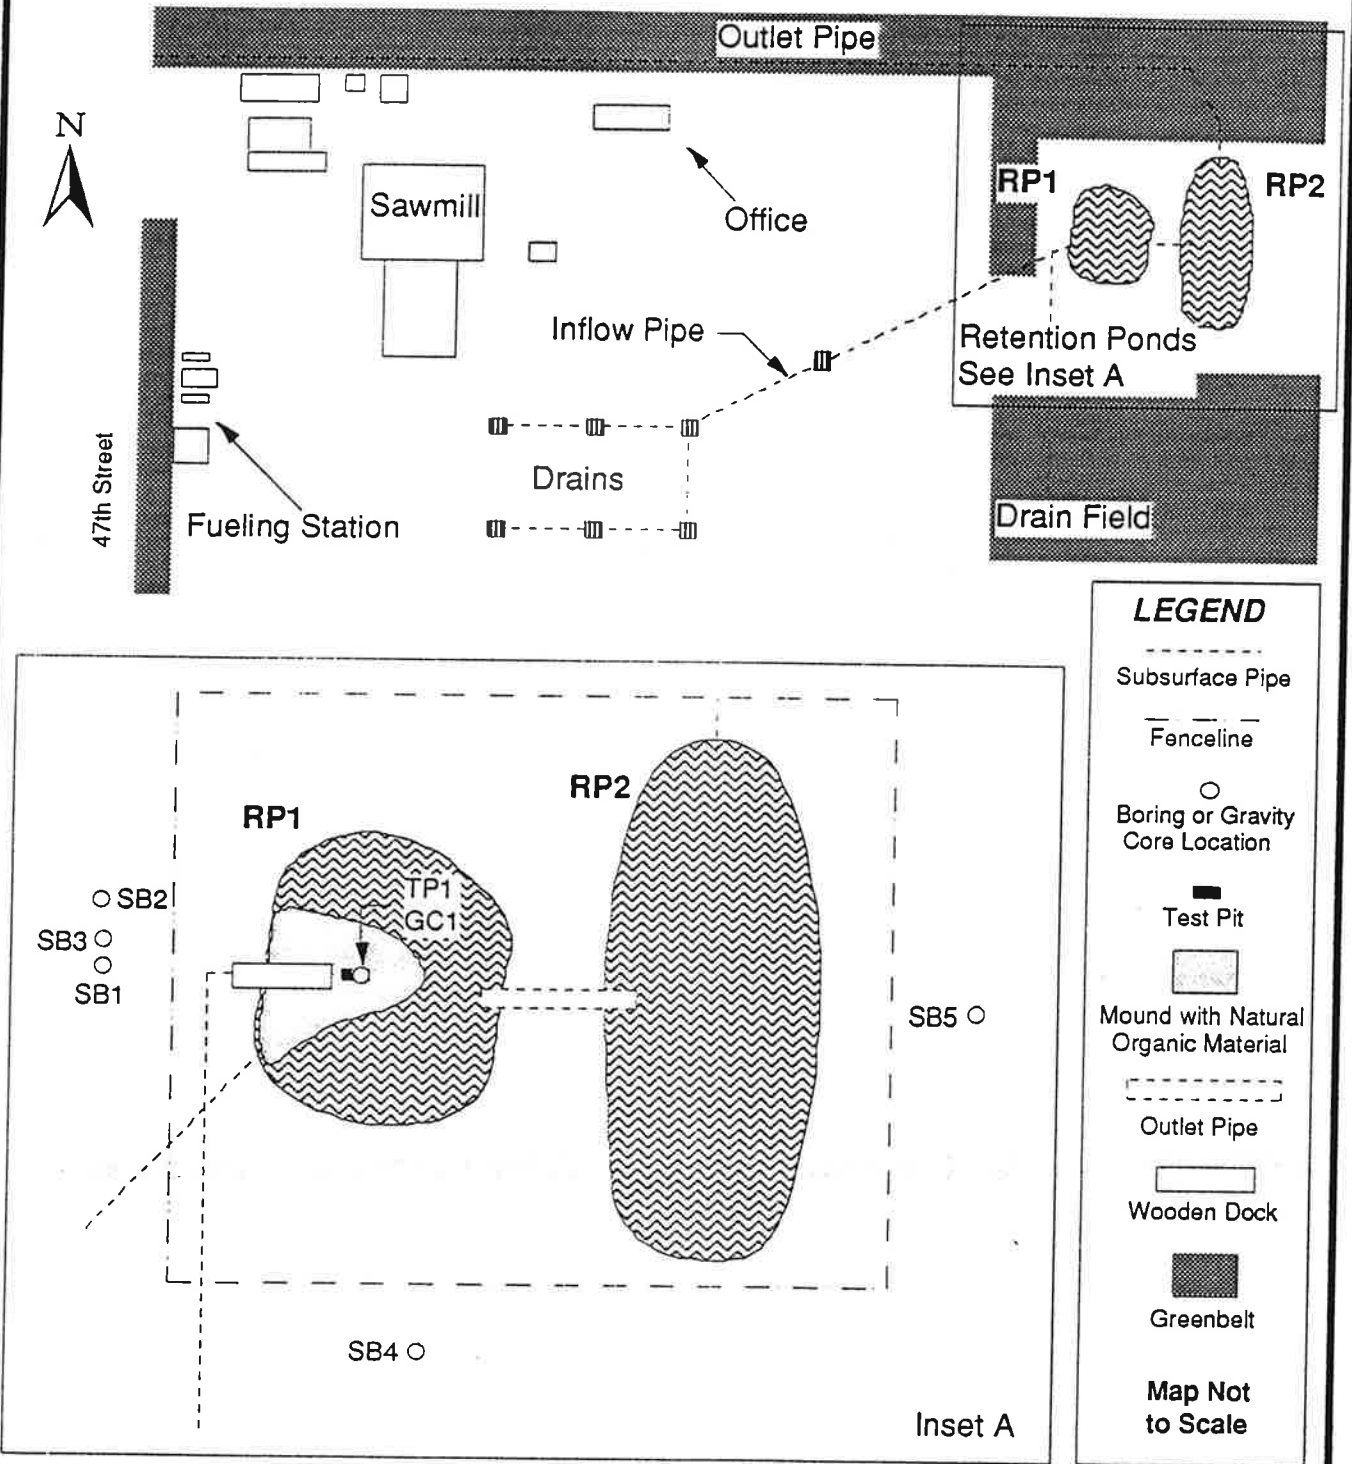 Outlet Pipe
N
RP1
RP2
Sawmill
Office
Inflow Pipe
Retention Ponds
See Inset A
47th Street
Drains
Fueling Station
Drain Field
LEGEND
Subsurface Pipe
Fenceline
Boring or Gravity
Core Location
Test Pit
Mound with Natural
Organic Material
Outlet Pipe
Wooden Dock
Greenbelt
Map Not
to Scale
RP2
RP1
TP1
GC1
SB2
SB3
SB1
SB5
SB4
Inset A